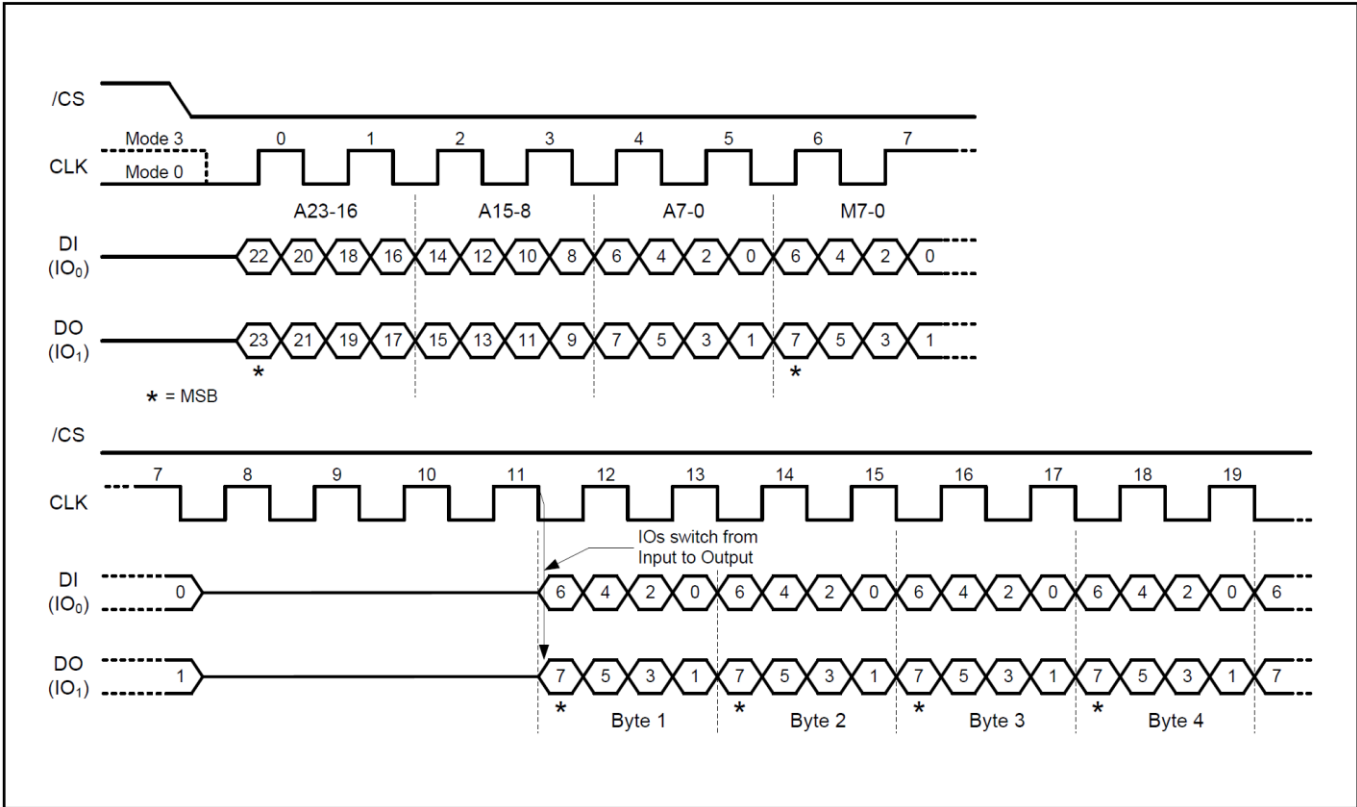 /CS
Mode 3
0 1 2 3 4 5 6 7
CLK
Mode 0
A23-16 A15-8 A7-0 M7-0
DI
(IO₀)
22 20 18 16 14 12 10 8 6 4 2 0 6 4 2 0
DO
(IO₁)
23 21 19 17 15 13 11 9 7 5 3 1 7 5 3 1
* *
* = MSB
/CS
7 8 9 10 11 12 13 14 15 16 17 18 19
CLK
IOs switch from
Input to Output
DI
(IO₀)
0 6 4 2 0 6 4 2 0 6 4 2 0 6 4 2 0 6
DO
(IO₁)
1 7 5 3 1 7 5 3 1 7 5 3 1 7 5 3 1 7
* * * *
Byte 1 Byte 2 Byte 3 Byte 4